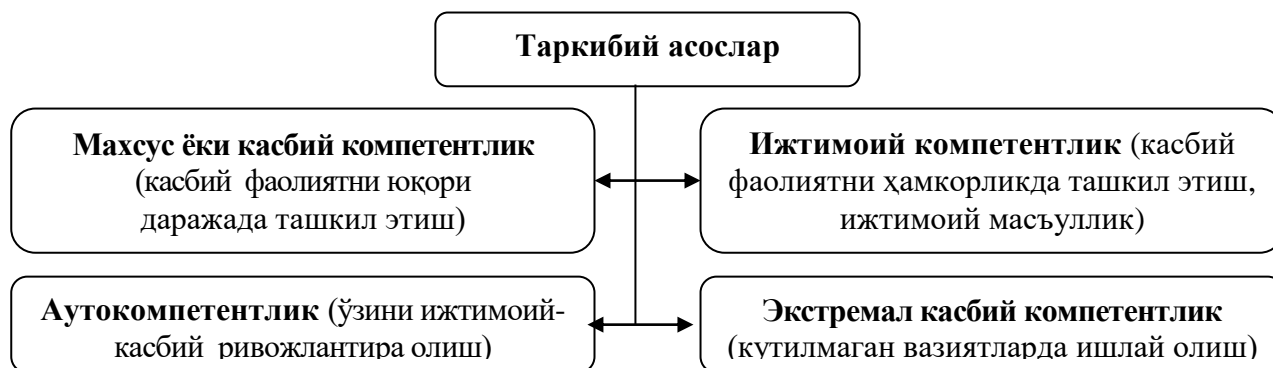 Таркибий асослар
Махсус ёки касбий компетентлик
(касбий фаолиятни юқори
даражада ташкил этиш)
Ижтимоий компетентлик (касбий
фаолиятни ҳамкорликда ташкил этиш,
ижтимоий масъуллик)
Аутокомпетентлик (ўзини ижтимоий-
касбий ривожлантира олиш)
Экстремал касбий компетентлик
(кутилмаган вазиятларда ишлай олиш)